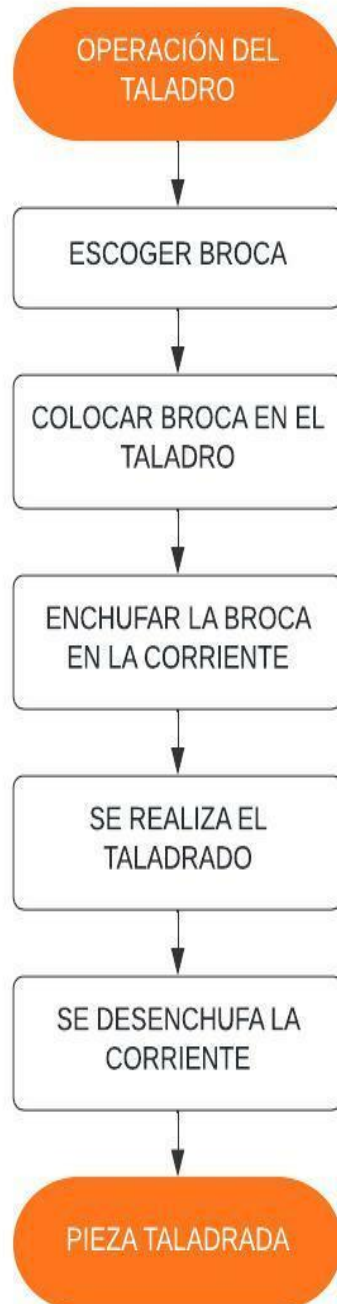 OPERACIÓN DEL
TALADRO
ESCOGER BROCA
COLOCAR BROCA EN EL
TALADRO
ENCHUFAR LA BROCA
EN LA CORRIENTE
SE REALIZA EL
TALADRADO
SE DESENCHUFA LA
CORRIENTE
PIEZA TALADRADA